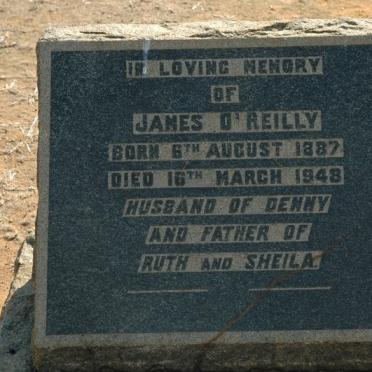 IN LOVING MEMORY
OF
JAMES O'REILLY
BORN 6TH AUGUST 1887
DIED 16TH MARCH 1948
HUSBAND OF DENNY
AND FATHER OF
RUTH AND SHEILA